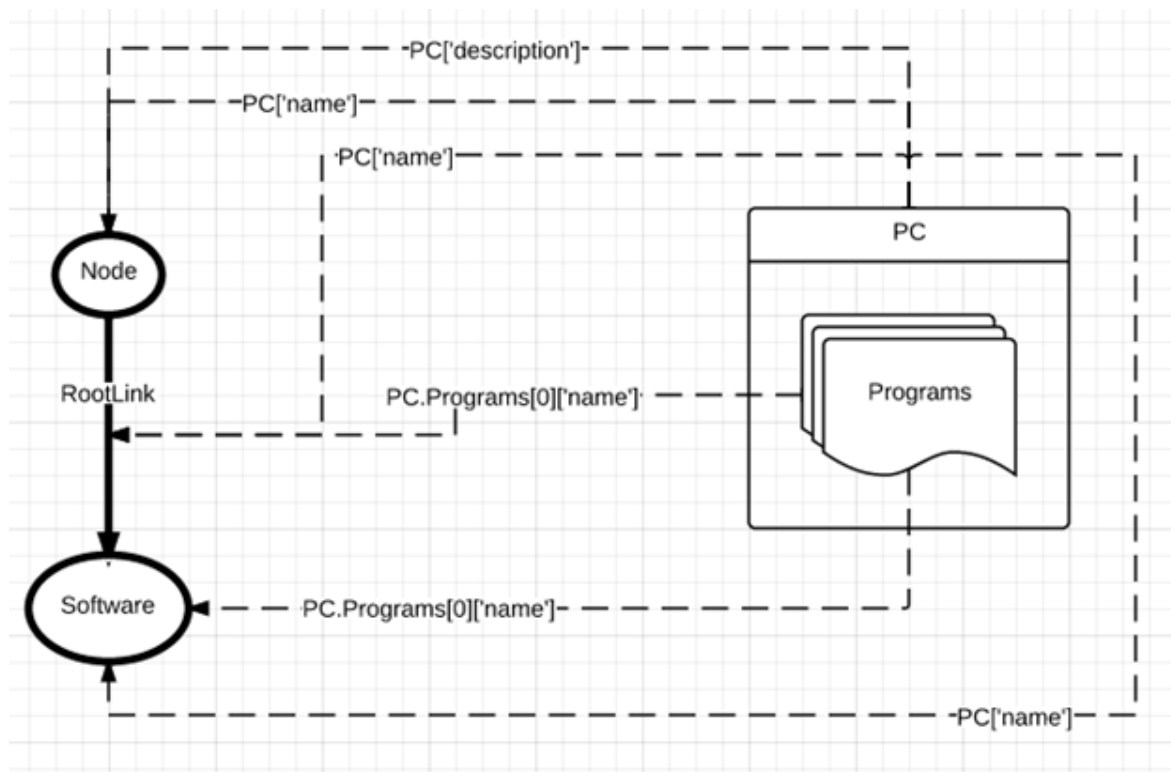 PC['description']
PC['name']
PC['name']
PC
Node
RootLink
PC.Programs[0]['name']
Programs
Software
PC.Programs[0]['name']
PC['name']